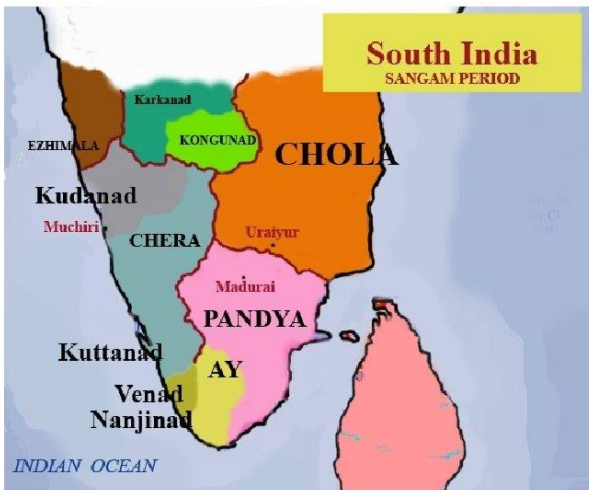 South India
SANGAM PERIOD
Karkanad
EZHIMALA
KONGUNAD
CHOLA
Kudanad
Muchiri
CHERA
Uraiyur
Madurai
PANDYA
Kuttanad
AY
Venad
Nanjinad
INDIAN OCEAN